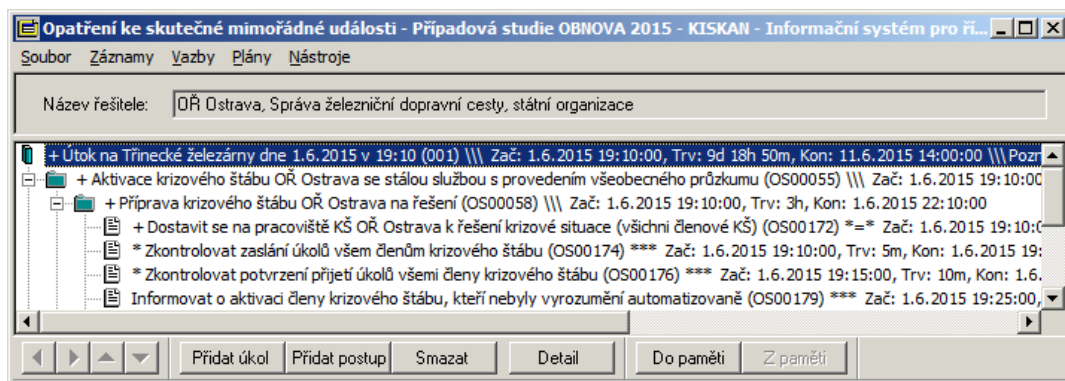 Opatření ke skutečné mimořádné události - Případová studie OBNOVA 2015 - KISKAN - Informační systém pro ří...
Soubor Záznamy Vazby Plány Nástroje
Název řešitele: OŘ Ostrava, Správa železniční dopravní cesty, státní organizace
+ Útok na Třinecké železárny dne 1.6.2015 v 19:10 (001) \\\ Zač: 1.6.2015 19:10:00, Trv: 9d 18h 50m, Kon: 11.6.2015 14:00:00 \\\ Pozn
+ Aktivace krizového štábu OŘ Ostrava se stálou službou s provedením všeobecného průzkumu (OS00055) \\\ Zač: 1.6.2015 19:10:00
+ Příprava krizového štábu OŘ Ostrava na řešení (OS00058) \\\ Zač: 1.6.2015 19:10:00, Trv: 3h, Kon: 1.6.2015 22:10:00
+ Dostavit se na pracoviště KŠ OŘ Ostrava k řešení krizové situace (všichni členové KŠ) (OS00172) *=* Zač: 1.6.2015 19:10:0
* Zkontrolovat zaslání úkolů všem členům krizového štábu (OS00174) *** Zač: 1.6.2015 19:10:00, Trv: 5m, Kon: 1.6.2015 19:
* Zkontrolovat potvrzení přijetí úkolů všemi členy krizového štábu (OS00176) *** Zač: 1.6.2015 19:15:00, Trv: 10m, Kon: 1.6.
Informovat o aktivaci členy krizového štábu, kteří nebyly vyrozumění automatizovaně (OS00179) *** Zač: 1.6.2015 19:25:00,
Přidat úkol Přidat postup Smazat Detail Do paměti Z paměti